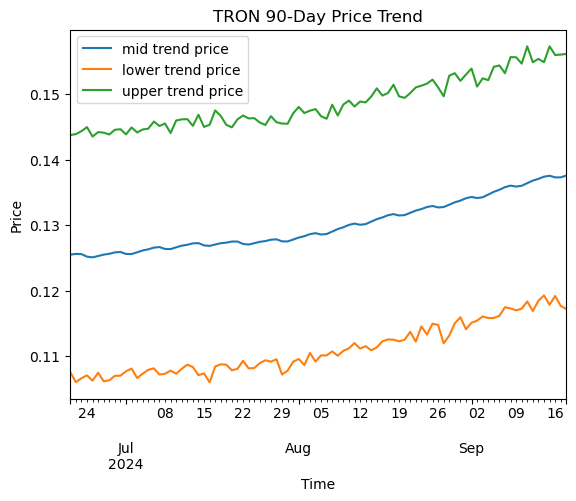 TRON 90-Day Price Trend
mid trend price
lower trend price
upper trend price
Price
0.15
0.14
0.13
0.12
0.11
24 08 15 22 29 05 12 19 26 02 09 16
Jul Aug Sep
2024
Time